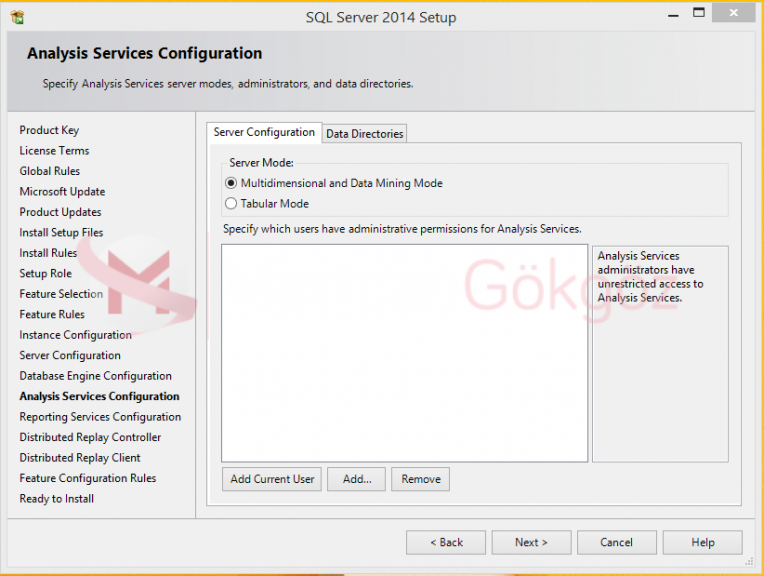 SQL Server 2014 Setup
Analysis Services Configuration
Specify Analysis Services server modes, administrators, and data directories.
Product Key
License Terms
Global Rules
Microsoft Update
Product Updates
Install Setup Files
Install Rules
Setup Role
Feature Selection
Feature Rules
Instance Configuration
Server Configuration
Database Engine Configuration
Analysis Services Configuration
Reporting Services Configuration
Distributed Replay Controller
Distributed Replay Client
Feature Configuration Rules
Ready to Install
Server Configuration Data Directories
Server Mode:
Multidimensional and Data Mining Mode
Tabular Mode
Specify which users have administrative permissions for Analysis Services.
Analysis Services
administrators have
unrestricted access to
Analysis Services.
Gökgöz
Add Current User Add... Remove
< Back Next > Cancel Help